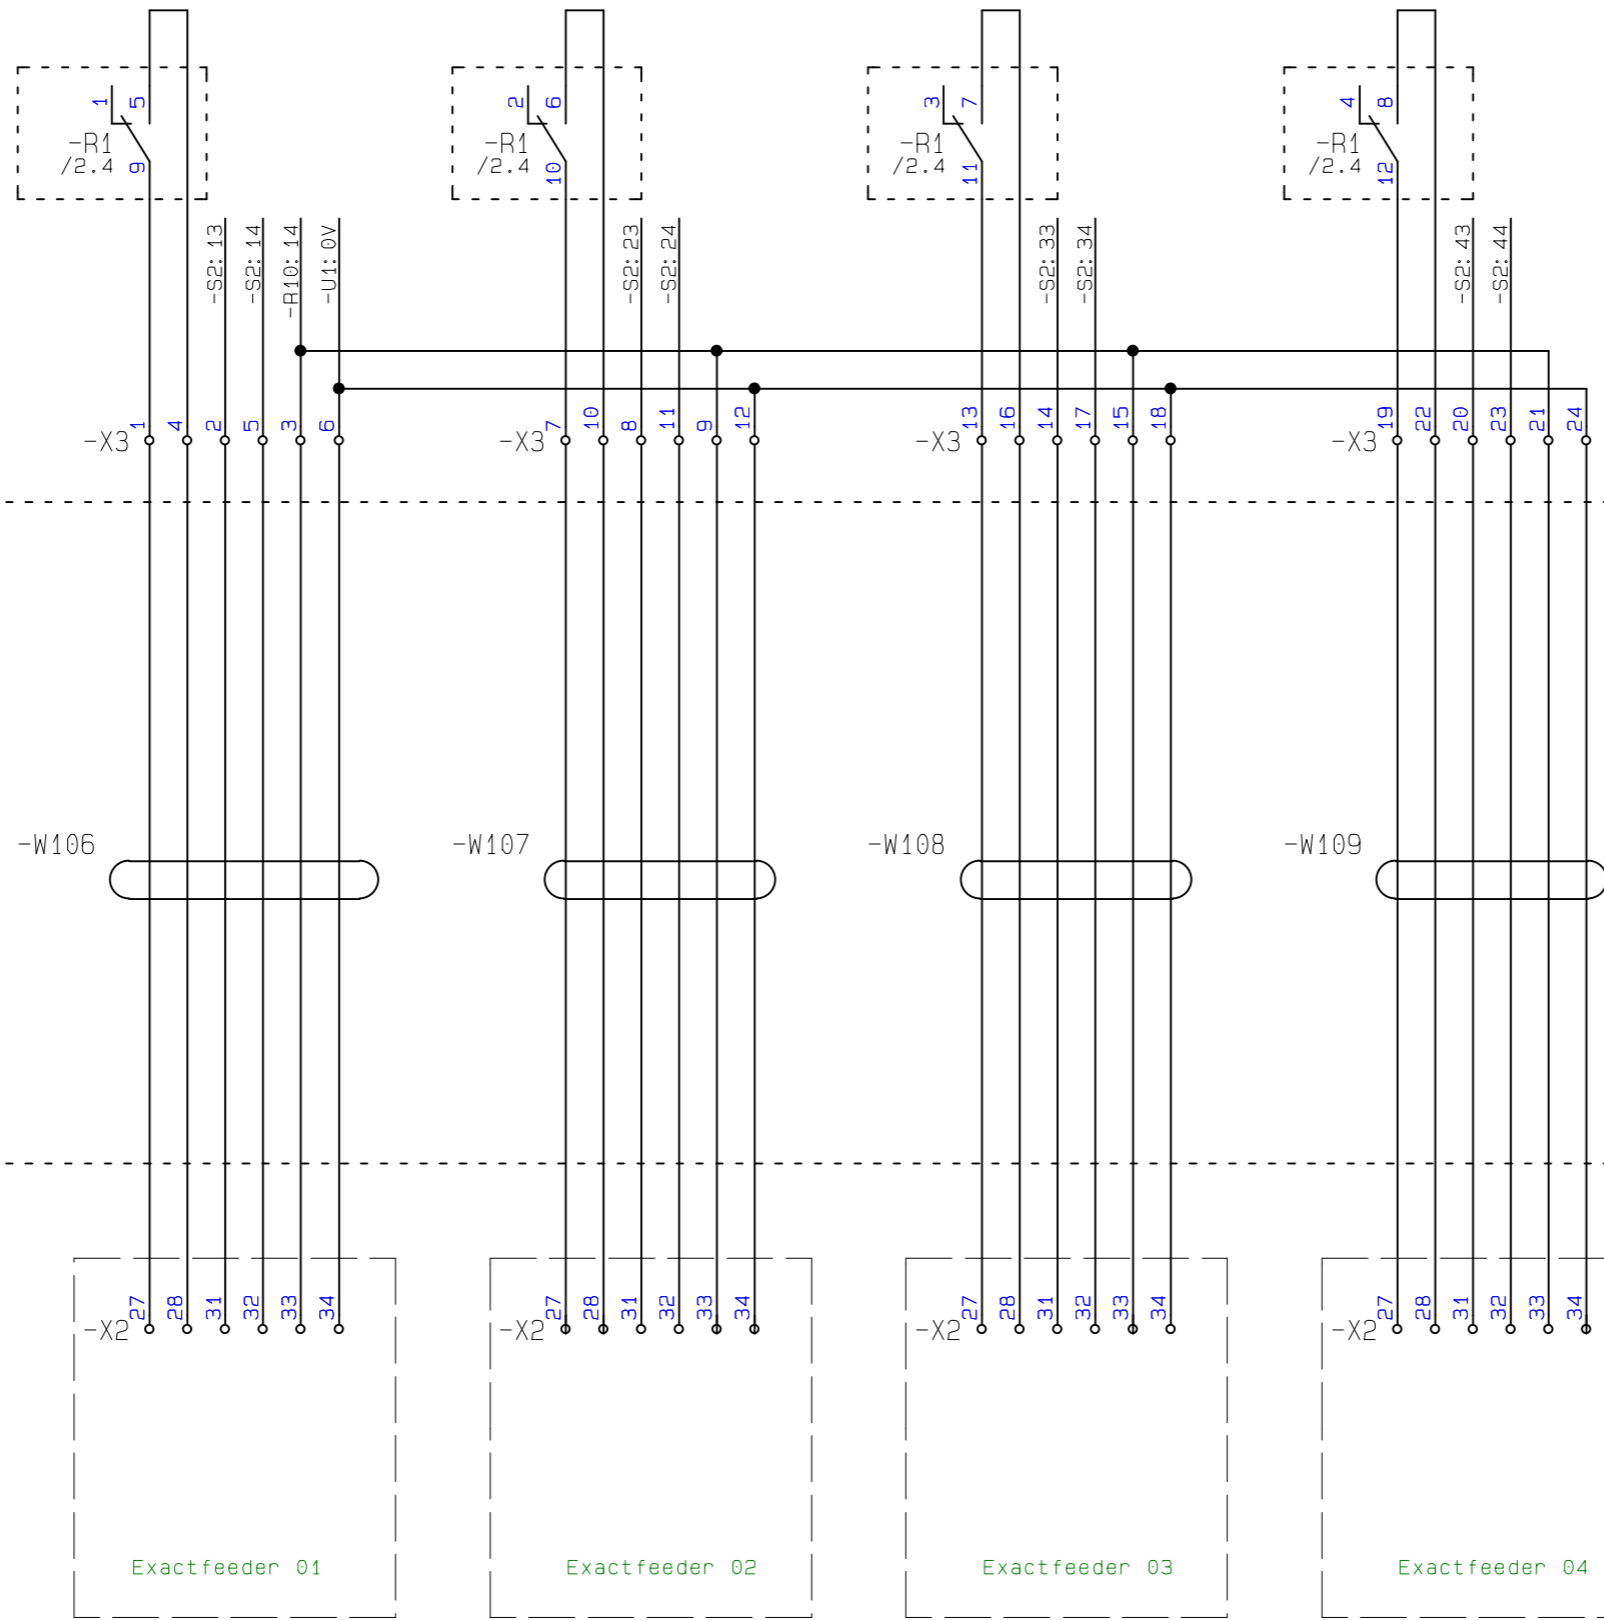 1 5 2 6 3 7 4 8
-R1 -R1 -R1 -R1
/2.4 9 /2.4 10 /2.4 11 /2.4 12
-S2:13 -S2:14 -R10:14 -U1:0V -S2:23 -S2:24 -S2:33 -S2:34 -S2:43 -S2:44
-X3 1 4 2 5 3 6 -X3 7 10 8 11 9 12 -X3 13 16 14 17 15 18 -X3 19 22 20 23 21 24
-W106 -W107 -W108 -W109
-X2 27 28 31 32 33 34 -X2 27 28 31 32 33 34 -X2 27 28 31 32 33 34 -X2 27 28 31 32 33 34
Exactfeeder 01 Exactfeeder 02 Exactfeeder 03 Exactfeeder 04